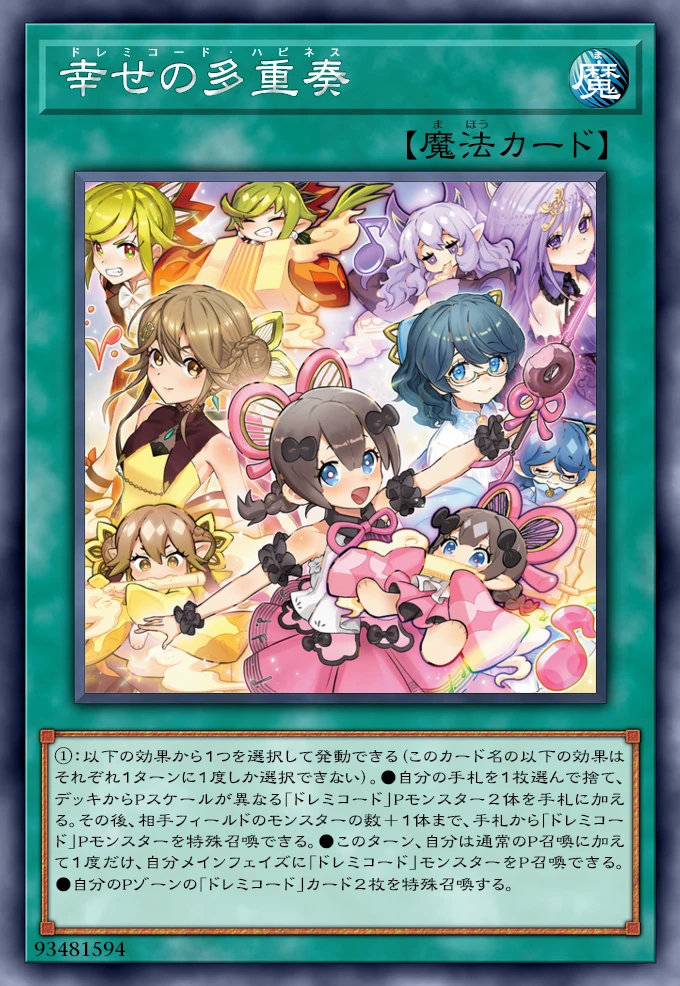 ドレミコード・ハピネス
幸せの多重奏
ま
魔
ま ほう
【魔法カード】
①:以下の効果から1つを選択して発動できる(このカード名の以下の効果は
それぞれ1ターンに1度しか選択できない)。●自分の手札を1枚選んで捨て、
デッキからPスケールが異なる「ドレミコード」Pモンスター2体を手札に加え
る。その後、相手フィールドのモンスターの数+1体まで、手札から「ドレミコー
ド」Pモンスターを特殊召喚できる。●このターン、自分は通常のP召喚に加え
て1度だけ、自分メインフェイズに「ドレミコード」モンスターをP召喚できる。
●自分のPゾーンの「ドレミコード」カード2枚を特殊召喚する。
93481594